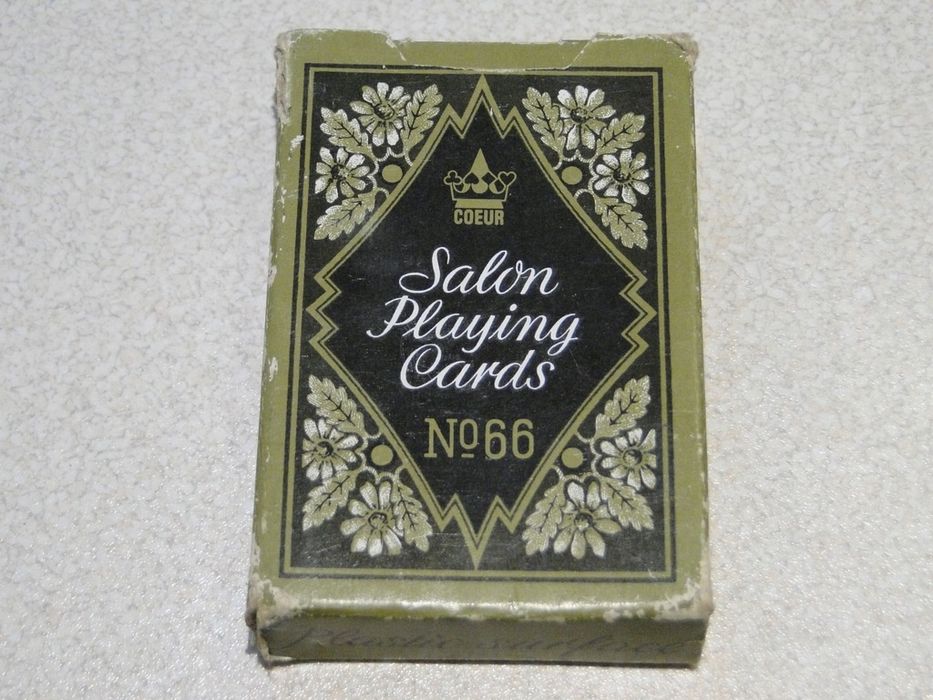 COEUR
Salon
Playing
Cards
Nº66
Plastic surface